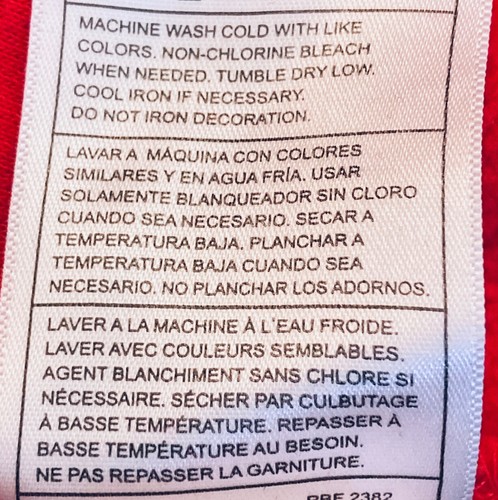 MACHINE WASH COLD WITH LIKE
COLORS. NON-CHLORINE BLEACH
WHEN NEEDED. TUMBLE DRY LOW.
COOL IRON IF NECESSARY.
DO NOT IRON DECORATION.
LAVAR A MÁQUINA CON COLORES
SIMILARES Y EN AGUA FRÍA. USAR
SOLAMENTE BLANQUEADOR SIN CLORO
CUANDO SEA NECESARIO. SECAR A
TEMPERATURA BAJA. PLANCHAR A
TEMPERATURA BAJA CUANDO SEA
NECESARIO. NO PLANCHAR LOS ADORNOS.
LAVER A LA MACHINE À L'EAU FROIDE.
LAVER AVEC COULEURS SEMBLABLES.
AGENT BLANCHIMENT SANS CHLORE SI
NÉCESSAIRE. SÉCHER PAR CULBUTAGE
À BASSE TEMPÉRATURE. REPASSER À
BASSE TEMPÉRATURE AU BESOIN.
NE PAS REPASSER LA GARNITURE.
2382